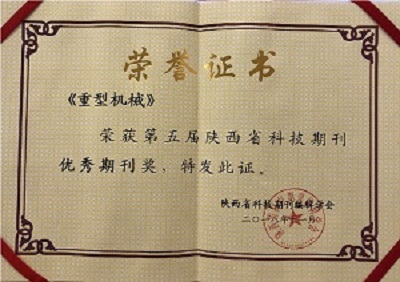 荣誉证书
《重型机械》
荣获第五届陕西省科技期刊
优秀期刊奖，特发此证。
陕西省科技期刊编辑学会